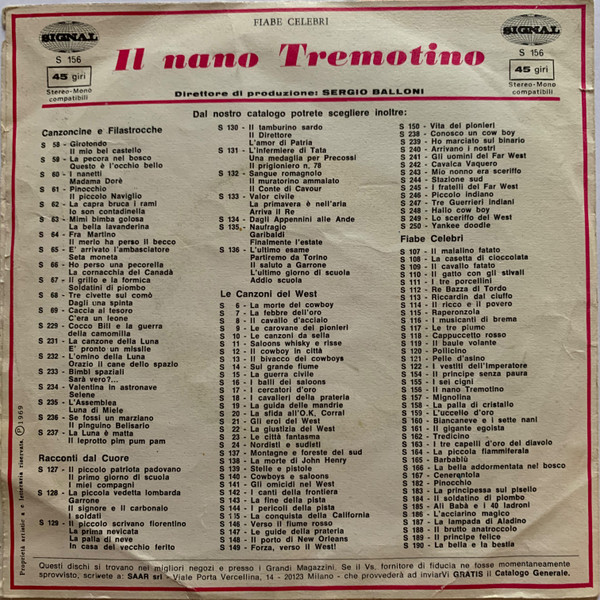 FIABE CELEBRI
SIGNAL
S 156
45 giri
Stereo-Mono
compatibili
Il nano Tremotino
Direttore di produzione: SERGIO BALLONI
SIGNAL
S 156
45 giri
Stereo-Mono
compatibili
Dal nostro catalogo potrete scegliere inoltre:
Canzoncine e Filastrocche
S 58 - Girotondo
Il mio bei castello
S 58 - La pecora nel bosco
Questo è l'occhio bello
S 60 - I nanetti
Madama Dorè
S 61 - Pinocchio
Il piccolo Naviglio
S 62 - La capra bruca i rami
Io son contadinella
S 63 - Mimì bimba golosa
La bella lavanderina
S 64 - Fra Martino
Il merlo ha perso il becco
S 65 - E' arrivato l'ambasciatore
Seta moneta
S 66 - Ho perso una pecorella
La cornacchia del Canadà
S 67 - Il grillo e la formica
Soldatini di piombo
S 68 - Tre civette sul comò
Dagli una spinta
S 69 - Caccia al tesoro
C'era un leone
S 229 - Cocco Bill e la guerra
della camomilla
S 231 - La canzone della Luna
E' pronto un missile
S 232 - L'omino della Luna
Orazio il cane dello spazio
S 233 - Bimbi spaziali
Sarà vero?...
S 234 - Valentina in astronave
Selene
S 235 - L'Assemblea
Luna di Miele
S 236 - Se fossi un marziano
Il pinguino Belisario
S 237 - La Luna è matta
Il leprotto pim pum pam
Racconti dal Cuore
S 127 - Il piccolo patriota padovano
Il primo giorno di scuola
I miei compagni
S 128 - La piccola vedetta lombarda
Garrone
Il signore e il carbonaio
I soldati
S 129 - Il piccolo scrivano fiorentino
La prima nevicata
La palla di neve
In casa del vecchio ferito
S 130 - Il tamburino sardo
Il Direttore
L'amor di Patria
S 131 - L'infermiere di Tata
Una medaglia per Precossi
Il prigioniero n. 78
S 132 - Sangue romagnolo
Il muratorino ammalato
Il Conte di Cavour
S 133 - Valor civile
La primavera è nell'aria
Arriva il Re
S 134 - Dagli Appennini alle Ande
S 135,- Naufragio
Garibaldi
Finalmente l'estate
S 136 - L'ultimo esame
Partiremo da Torino
Il saluto a Garrone
L'ultimo giorno di scuola
Addio scuola
Le Canzoni del West
S 6 - La morte del cowboy
S 7 - La febbre dell'oro
S 8 - Il cavallo d'acciaio
S 9 - Le carovane dei pionieri
S 10 - Le canzoni da sella
S 11 - Saloons whisky e risse
S 12 - Il cowboy in città
S 13 - Il bivacco dei cowboys
S 14 - Sul grande fiume
S 15 - La guerra civile
S 16 - I balli dei saloons
S 17 - I cercatori d'oro
S 18 - I cavalieri della prateria
S 19 - La guida delle mandrie
S 20 - La sfida all'O.K. Corral
S 21 - Gli eroi del West
S 22 - La giustizia del West
S 23 - Le città fantasma
S 24 - Nordisti e sudisti
S 137 - Montagne e foreste del sud
S 138 - La morte di John Henry
S 139 - Stelle e pistole
S 140 - Cowboys e saloons
S 141 - Gli omicidi nel West
S 142 - I canti della frontiera
S 143 - La fine della pista
S 144 - I pericoli della pista
S 115 - La conquista della California
S 146 - Verso il fiume rosso
S 147 - Le guide della prateria
S 148 - Il porto di New Orleans
S 149 - Forza, verso il West!
S 150 - Vita dei pionieri
S 238 - Conosco un cow boy
S 239 - Ho marciato sul binario
S 240 - Arrivano i nostri
S 241 - Gli uomini del Far West
S 242 - Cavalca Vaquero
S 243 - Mio nonno era sceriffo
S 244 - Stazione sud
S 245 - I fratelli del Far West
S 246 - Piccolo indiano
S 247 - Tre Guerrieri Indiani
S 248 - Hallo cow boy
S 249 - Lo sceriffo del West
S 250 - Yankee doodle
Fiabe Celebri
S 107 - Il maialino fatato
S 108 - La casetta di cioccolata
S 109 - Il cavallo fatato
S 110 - Il gatto con gli stivali
S 111 - I tre porcellini
S 112 - Re Bazza di Tordo
S 113 - Riccardin dal ciuffo
S 114 - Il ricco e il povero
S 115 - Raperonzola
S 116 - I musicanti di brema
S 117 - Le tre piume
S 118 - Cappuccetto rosso
S 119 - Il baule volante
S 120 - Pollicino
S 121 - Pelle d'asino
S 122 - I vestiti dell'Imperatore
S 154 - Il principe senza paura
S 155 - I sei cigni
S 156 - Il nano Tremotino
S 157 - Mignolina
S 158 - La palla di cristallo
S 159 - L'uccello d'oro
S 160 - Biancaneve e i sette nani
S 161 - Il gigante egoista
S 162 - Tredicino
S 163 - I tre capelli d'oro del diavolo
S 164 - La piccola fiammiferaia
S 165 - Barbablù
S 166 - La bella addormentata nel bosco
S 167 - Cenerentola
S 182 - Pinocchio
S 183 - La principessa sul pisello
S 184 - Il soldatino di piombo
S 185 - Alì Babà e i 40 ladroni
S 186 - L'acciarino magico
S 187 - La lampada di Aladino
S 188 - Il brutto anatroccolo
S 189 - Il principe felice
S 190 - La bella e la bestia
Proprietà artistic a e letteraria riservata. Ⓟ 1969
Questi dischi si trovano nei migliori negozi e presso i Grandi Magazzini. Se il Vs. fornitore di fiducia ne fosse momentaneamente
sprovvisto, scrivete a: SAAR srl - Viale Porta Vercellina, 14 - 20123 Milano - che provvederà ad inviarVi GRATIS il Catalogo Generale.